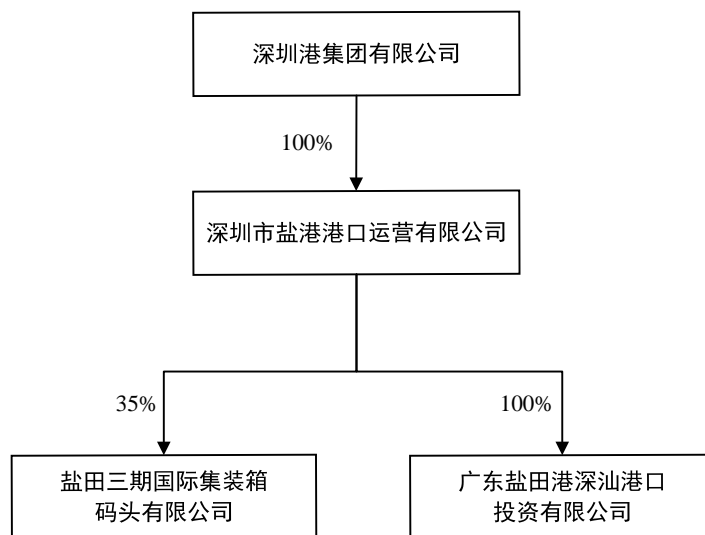 深圳港集团有限公司
100%
深圳市盐港港口运营有限公司
35%
100%
盐田三期国际集装箱
码头有限公司
广东盐田港深汕港口
投资有限公司